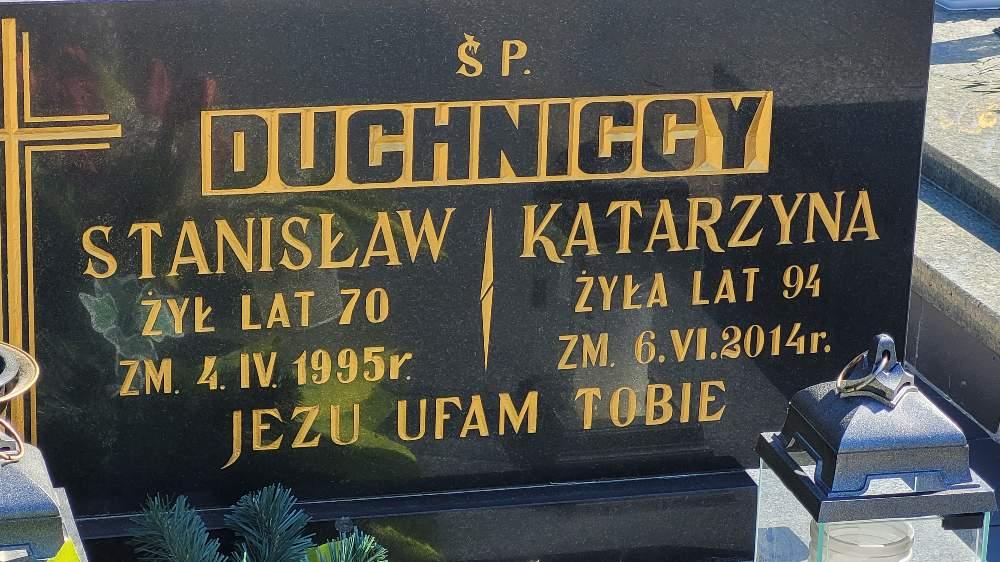 Ś P.
DUCHNICCY
STANISŁAW KATARZYNA
ŻYŁ LAT 70 ŻYŁA LAT 94
ZM. 4. IV. 1995r. ZM. 6.VI.2014r.
JEZU UFAM TOBIE